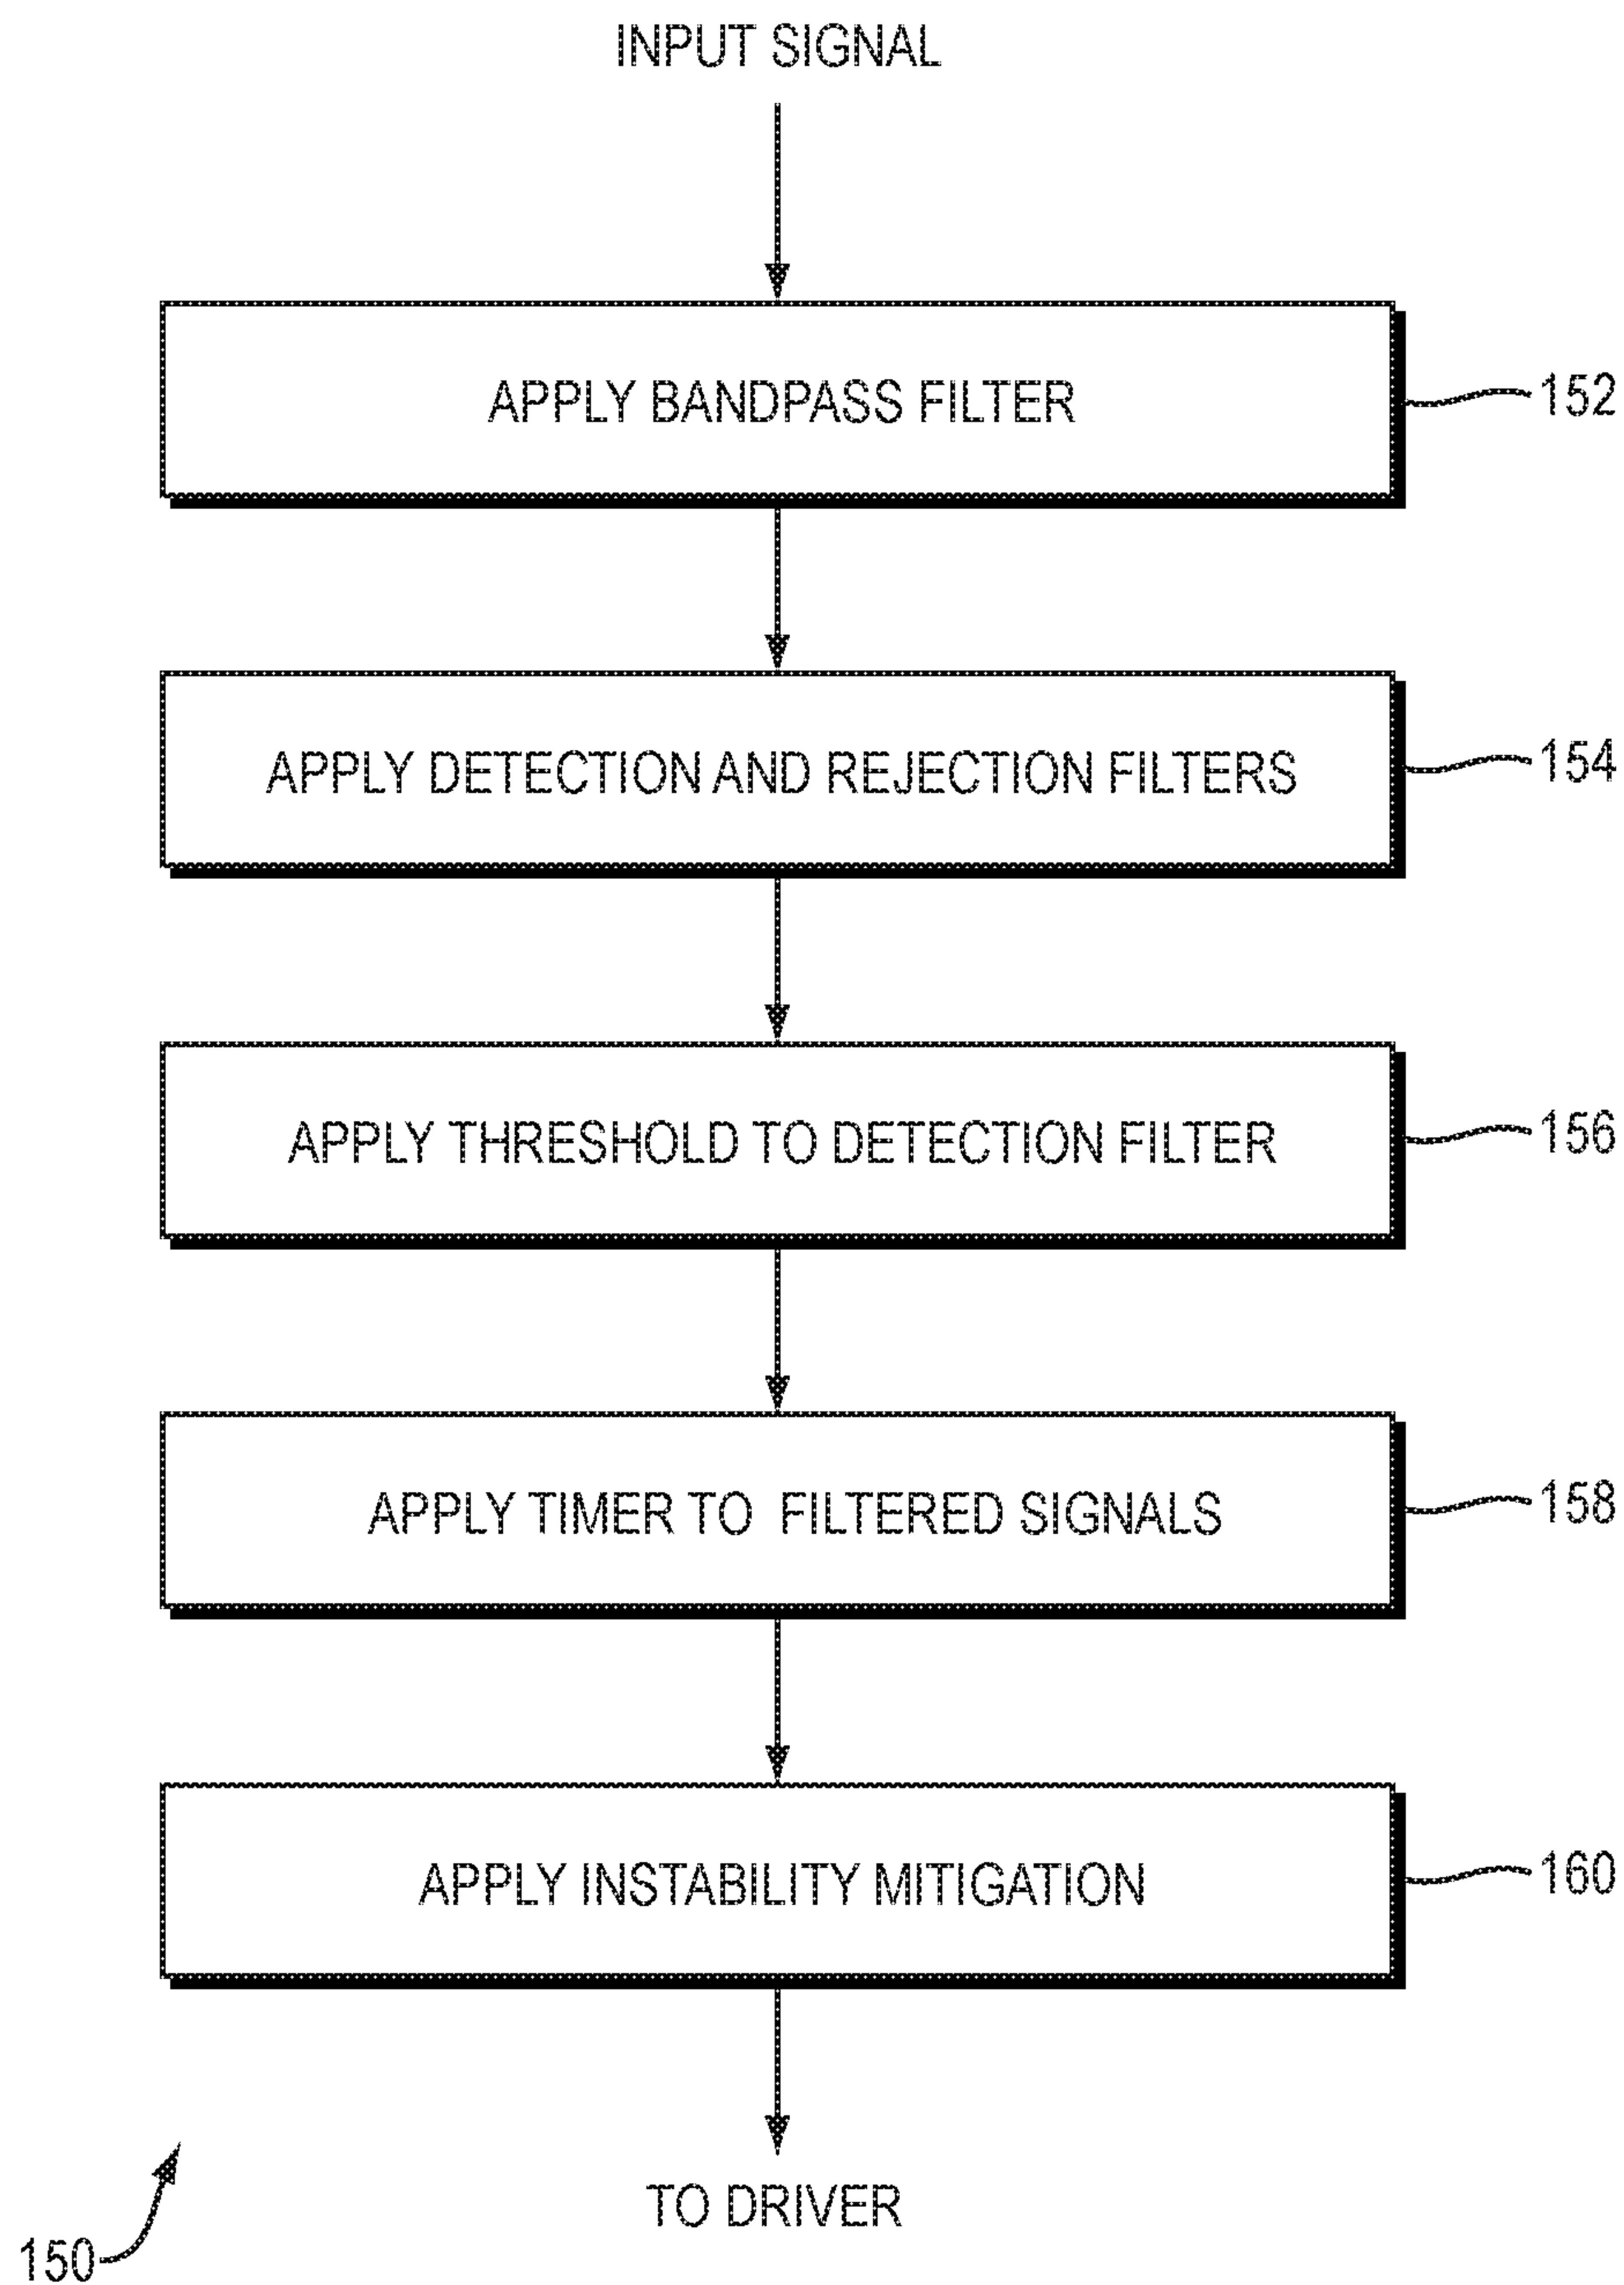 INPUT SIGNAL
APPLY BANDPASS FILTER
152
APPLY DETECTION AND REJECTION FILTERS
154
APPLY THRESHOLD TO DETECTION FILTER
156
APPLY TIMER TO FILTERED SIGNALS
158
APPLY INSTABILITY MITIGATION
160
TO DRIVER
150